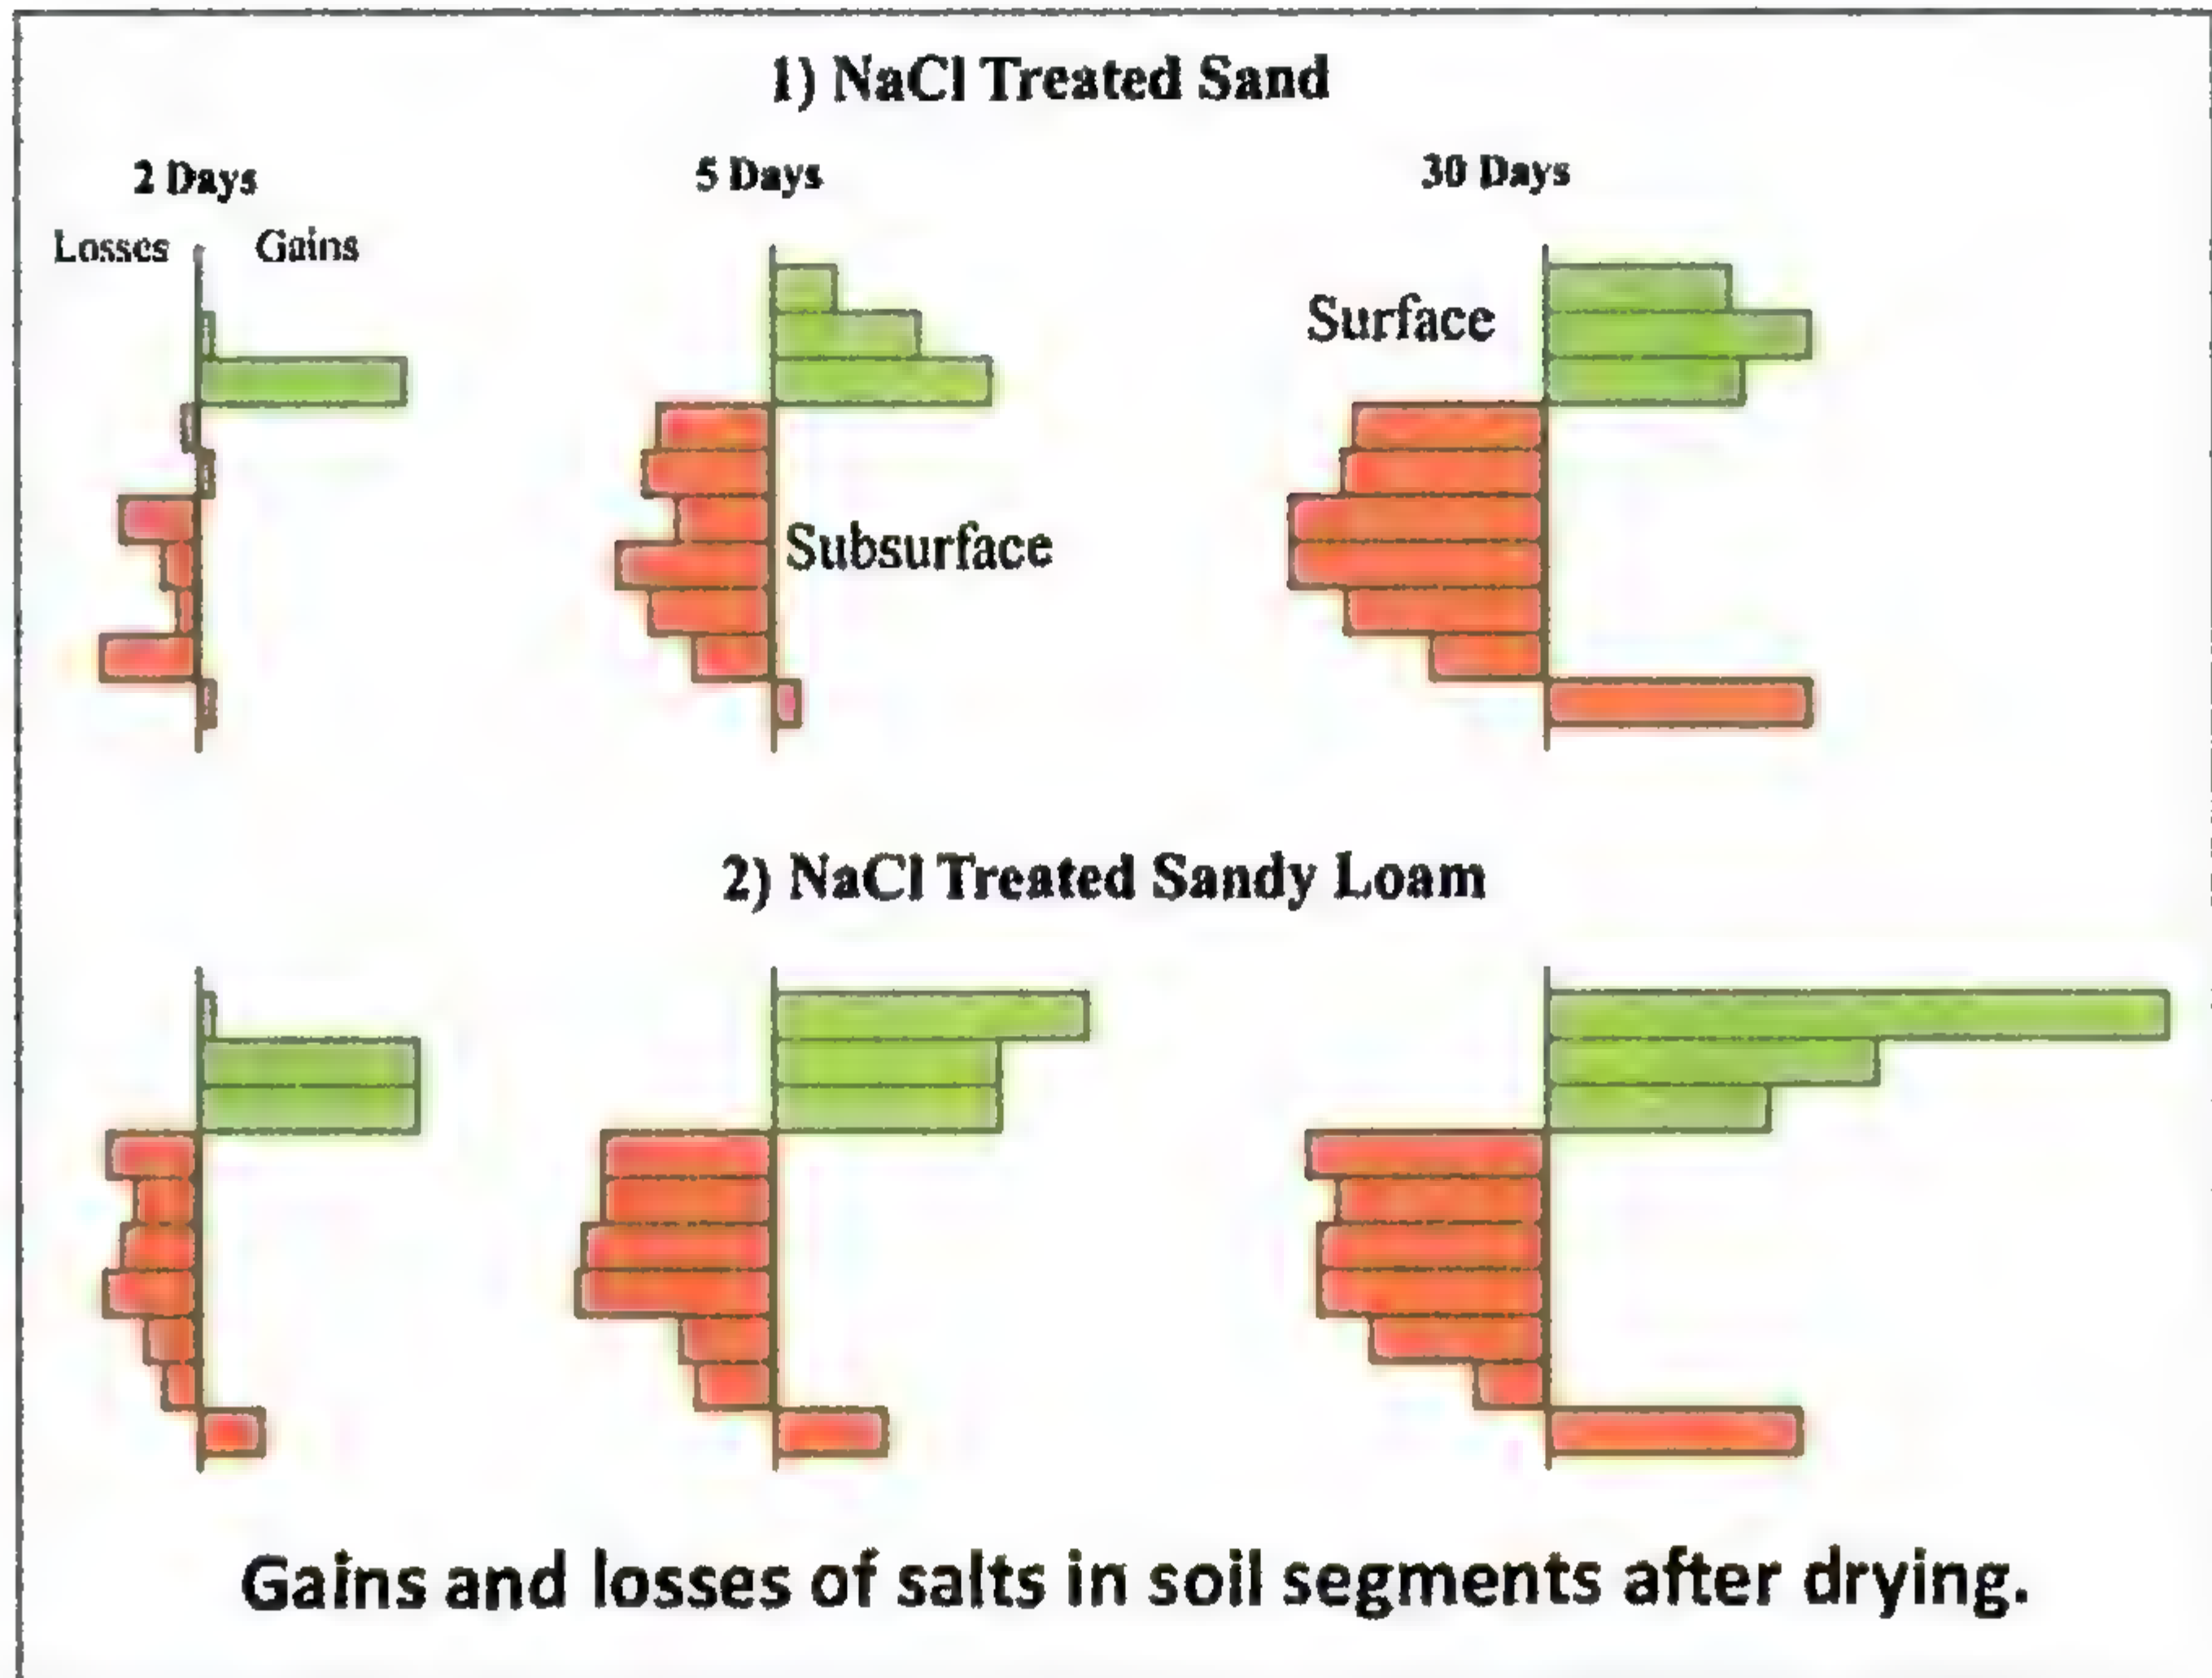 1) NaCl Treated Sand
2 Days
5 Days
30 Days
Losses
Gains
Surface
Subsurface
2) NaCl Treated Sandy Loam
Gains and losses of salts in soil segments after drying.